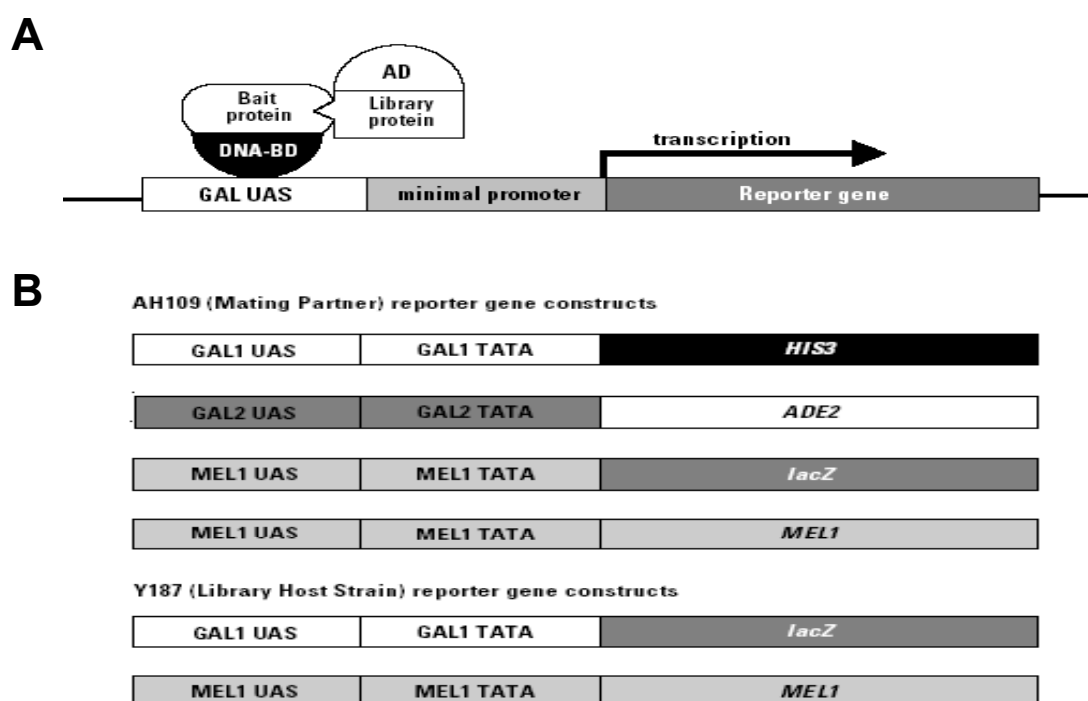 A
AD
Bait
protein
Library
protein
DNA-BD
transcription
GAL UAS minimal promoter Reporter gene
B
AH109 (Mating Partner) reporter gene constructs
GAL1 UAS GAL1 TATA HIS3
GAL2 UAS GAL2 TATA ADE2
MEL1 UAS MEL1 TATA lacZ
MEL1 UAS MEL1 TATA MEL1
Y187 (Library Host Strain) reporter gene constructs
GAL1 UAS GAL1 TATA lacZ
MEL1 UAS MEL1 TATA MEL1